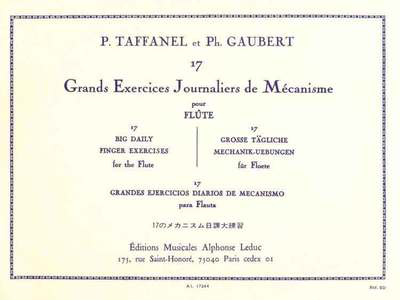 P. TAFFANEL et Ph. GAUBERT
17
Grands Exercices Journaliers de Mécanisme
pour
FLÛTE
17
BIG DAILY
FINGER EXERCISES
for the Flute
17
GROSSE TÄGLICHE
MECHANIK-UEBUNGEN
für Floete
17
GRANDES EJERCICIOS DIARIOS DE MECANISMO
para Flauta
17のメカニズム日課大練習
Éditions Musicales Alphonse Leduc
175, rue Saint-Honoré, 75040 Paris cedex 01
A.L. 17244